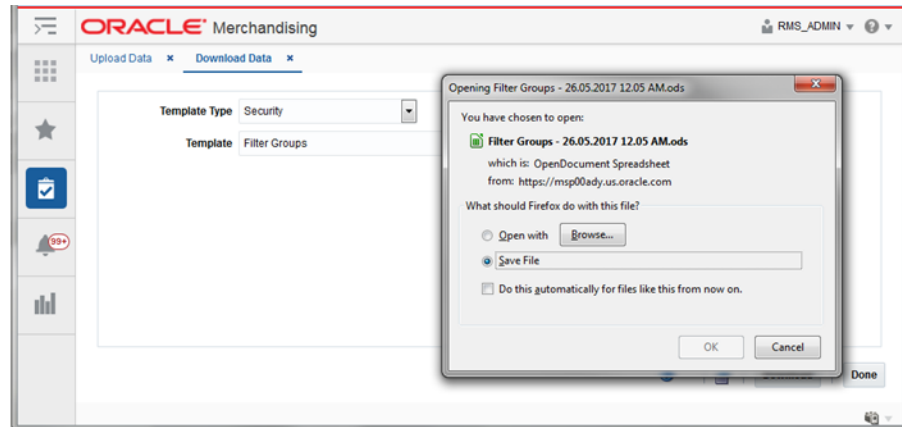 ORACLE® Merchandising
RMS_ADMIN
Upload Data × Download Data ×
Template Type Security
Template Filter Groups
99+
Opening Filter Groups - 26.05.2017 12.05 AM.ods
You have chosen to open:
Filter Groups - 26.05.2017 12.05 AM.ods
which is: OpenDocument Spreadsheet
from: https://msp00ady.us.oracle.com
What should Firefox do with this file?
Open with Browse...
Save File
Do this automatically for files like this from now on.
OK Cancel
Done